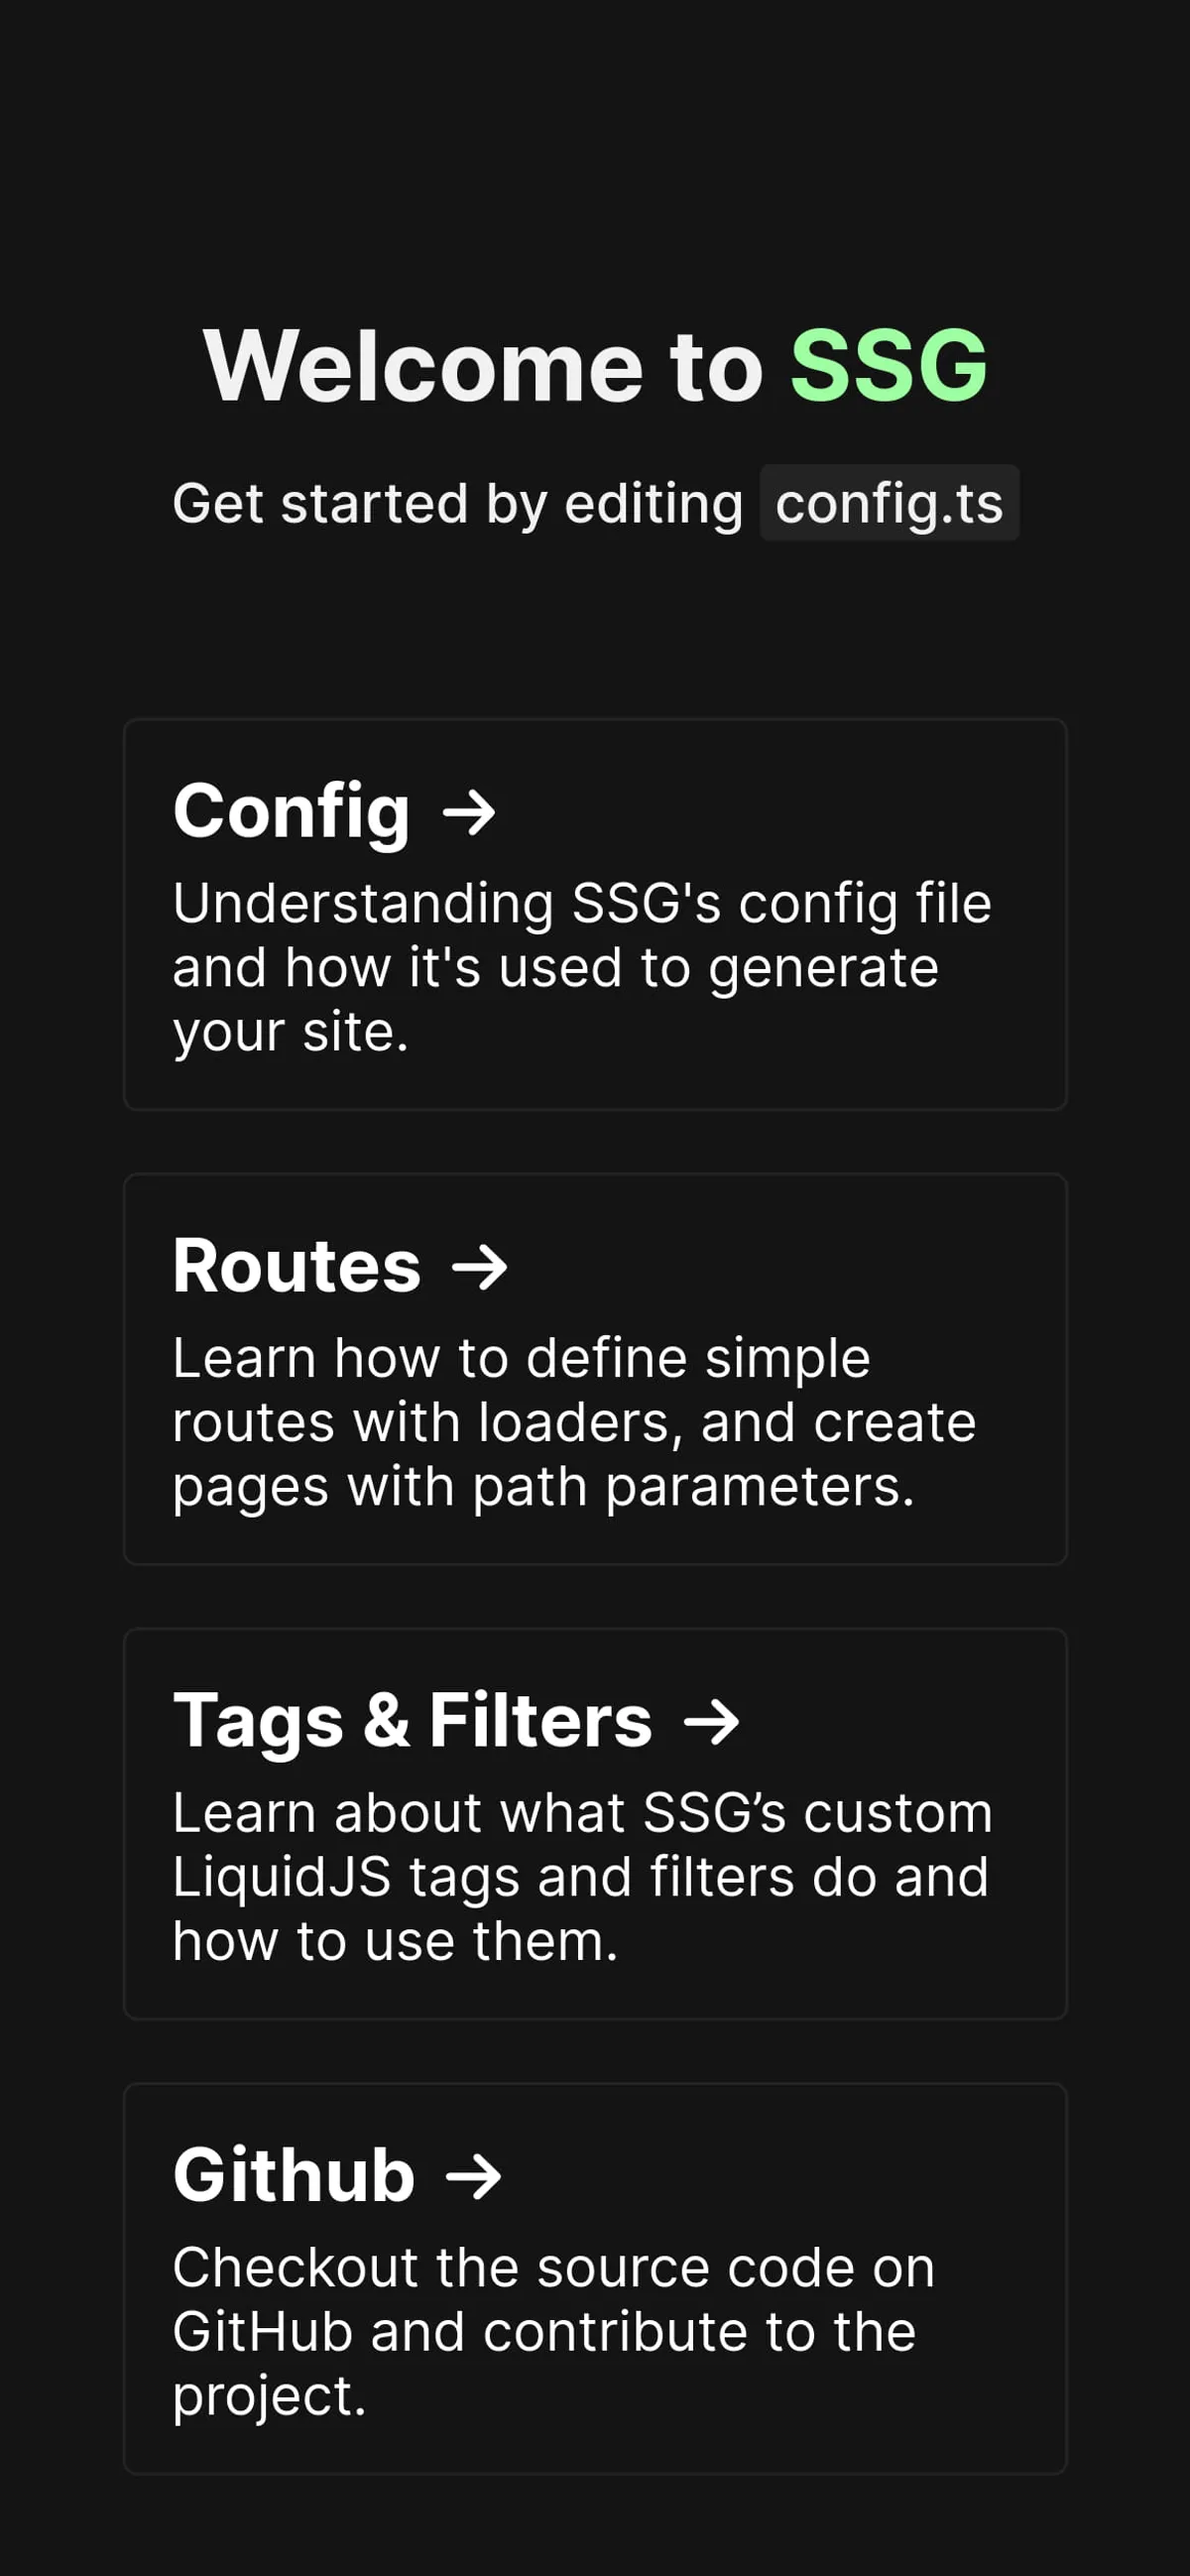 Welcome to SSG
Get started by editing config.ts
Config →
Understanding SSG's config file
and how it's used to generate
your site.
Routes →
Learn how to define simple
routes with loaders, and create
pages with path parameters.
Tags & Filters →
Learn about what SSG’s custom
LiquidJS tags and filters do and
how to use them.
Github →
Checkout the source code on
GitHub and contribute to the
project.